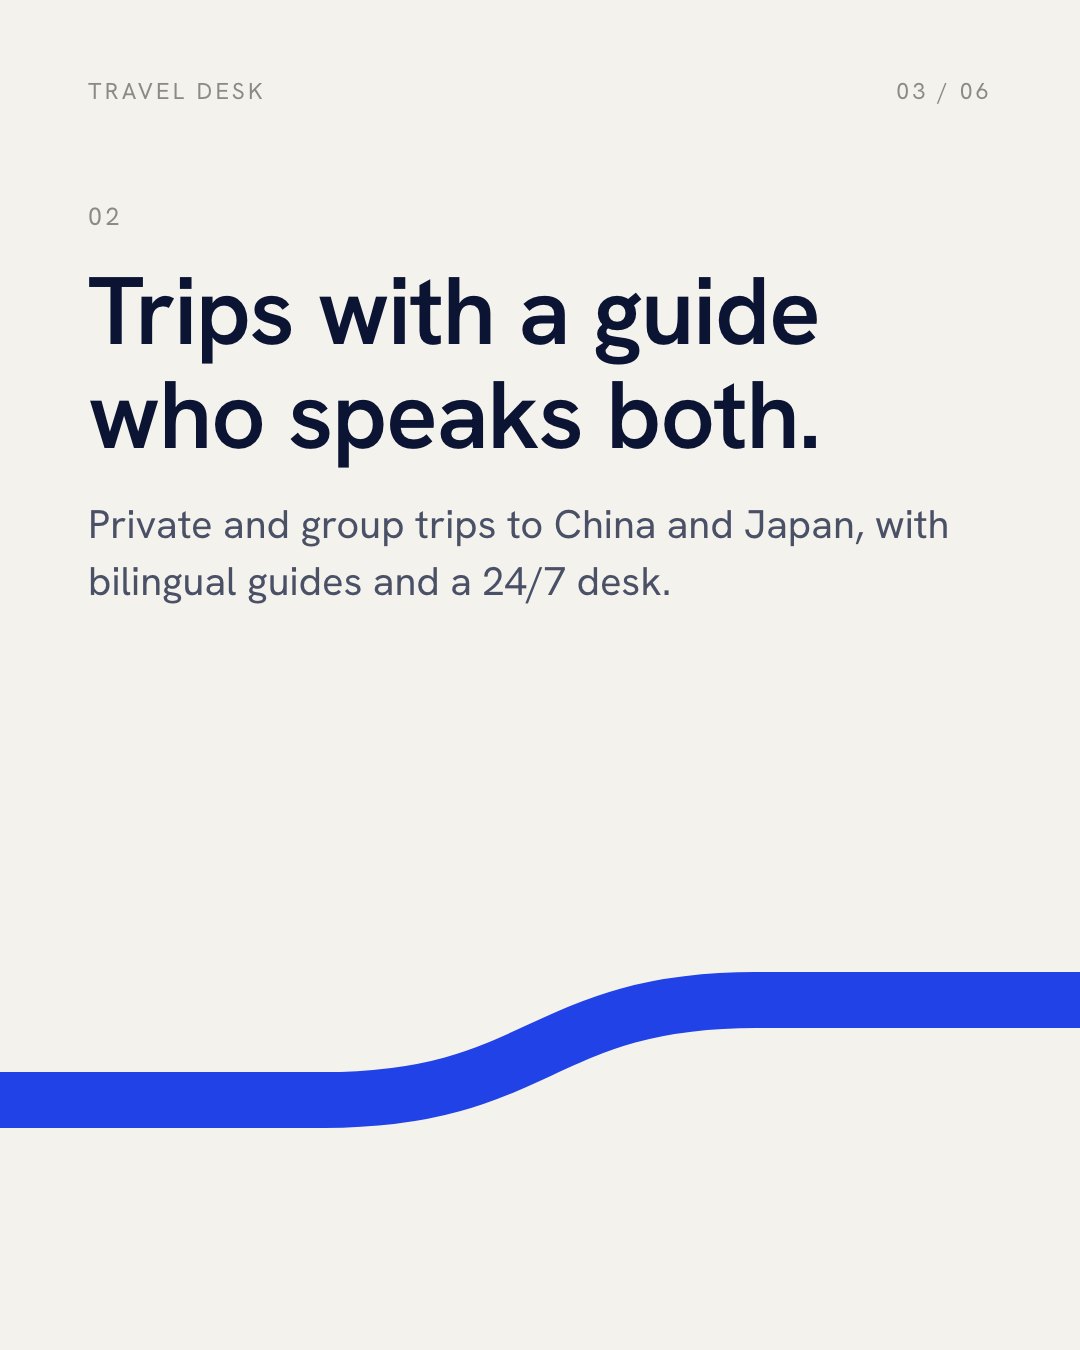 TRAVEL DESK
03 / 06
02
Trips with a guide
who speaks both.
Private and group trips to China and Japan, with
bilingual guides and a 24/7 desk.